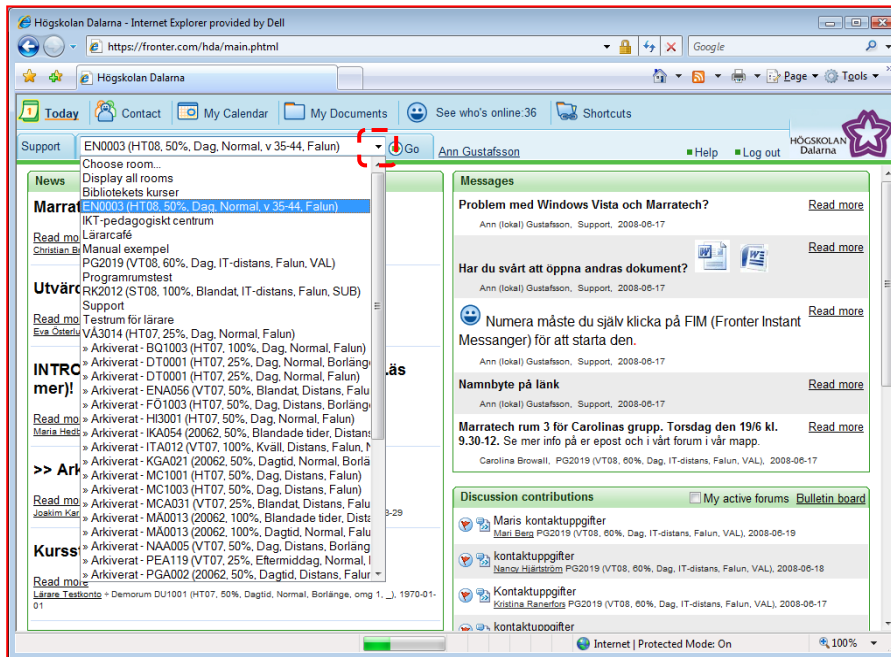 Högskolan Dalarna - Internet Explorer provided by Dell
https://fronter.com/hda/main.phtml
Google
Högskolan Dalarna
Page
Tools
Today
Contact
My Calendar
My Documents
See who's online:36
Shortcuts
Support
EN0003 (HT08, 50%, Dag, Normal, v 35-44, Falun)
Go
Ann Gustafsson
Help
Log out
HÖGSKOLAN
Dalarna
Choose room...
Display all rooms
Bibliotekets kurser
EN0003 (HT08, 50%, Dag, Normal, v 35-44, Falun)
IKT-pedagogiskt centrum
Lärarcafé
Manual exempel
PG2019 (VT08, 60%, Dag, IT-distans, Falun, VAL)
Programrumstest
RK2012 (ST08, 100%, Blandat, IT-distans, Falun, SUB)
Support
Testrum för lärare
VÅ3014 (HT07, 25%, Dag, Normal, Falun)
» Arkiverat - BQ1003 (HT07, 100%, Dag, Normal, Falun)
» Arkiverat - DT0001 (HT07, 25%, Dag, Normal, Borläng
» Arkiverat - DT0001 (HT07, 25%, Dag, Normal, Falun)
» Arkiverat - ENA056 (VT07, 50%, Blandat, Distans, Falu
» Arkiverat - FÖ1003 (HT07, 50%, Dag, Distans, Borläng
» Arkiverat - HI3001 (HT07, 50%, Dag, Normal, Falun)
» Arkiverat - IKA054 (20062, 50%, Blandade tider, Distans
» Arkiverat - ITA012 (VT07, 100%, Kväll, Distans, Falun, N
» Arkiverat - KGA021 (20062, 50%, Dagtid, Normal, Borlä
» Arkiverat - MC1001 (HT07, 50%, Dag, Distans, Falun)
» Arkiverat - MC1003 (HT07, 50%, Dag, Distans, Falun)
» Arkiverat - MCA031 (VT07, 25%, Blandat, Distans, Falu
» Arkiverat - MÄ0013 (20062, 100%, Blandade tider, Dista
» Arkiverat - MÄ0013 (20062, 100%, Dagtid, Normal, Falu
» Arkiverat - NAA005 (VT07, 50%, Dag, Distans, Borläng
» Arkiverat - PEA119 (VT07, 25%, Eftermiddag, Normal, 
» Arkiverat - PGA002 (20062, 50%, Dagtid, Distans, Falur
News
Marrat
Read mo
Christian Be
Utvärd
Read mo
Eva Österlu
INTRO
Läs
mer)!
Read mo
Maria Hedb
>> Ark
Read mo
Joakim Kar
8-29
Kursst
Read more
Lärare Testkonto + Demorum DU1001 (HT07, 50%, Dagtid, Normal, Borlänge, omg 1, _), 1970-01-
01
Messages
Problem med Windows Vista och Marratech?
Read more
Ann (lokal) Gustafsson, Support, 2008-06-17
Har du svårt att öppna andras dokument?
Read more
Ann (lokal) Gustafsson, Support, 2008-06-17
Numera måste du själv klicka på FIM (Fronter Instant
Read more
Messanger) för att starta den.
Ann (lokal) Gustafsson, Support, 2008-06-17
Namnbyte på länk
Read more
Ann (lokal) Gustafsson, Support, 2008-06-17
Marratech rum 3 för Carolinas grupp. Torsdag den 19/6 kl.
Read more
9.30-12. Se mer info på er epost och i vårt forum i vår mapp.
Carolina Browall, PG2019 (VT08, 60%, Dag, IT-distans, Falun, VAL), 2008-06-17
Discussion contributions
My active forums
Bulletin board
Maris kontaktuppgifter
Mari Berg PG2019 (VT08, 60%, Dag, IT-distans, Falun, VAL), 2008-06-19
kontaktuppgifter
Nancy Hjärtström PG2019 (VT08, 60%, Dag, IT-distans, Falun, VAL), 2008-06-18
Kontaktuppgifter
Kristina Ranerfors PG2019 (VT08, 60%, Dag, IT-distans, Falun, VAL), 2008-06-17
kontaktuppgifter
Internet | Protected Mode: On
100%